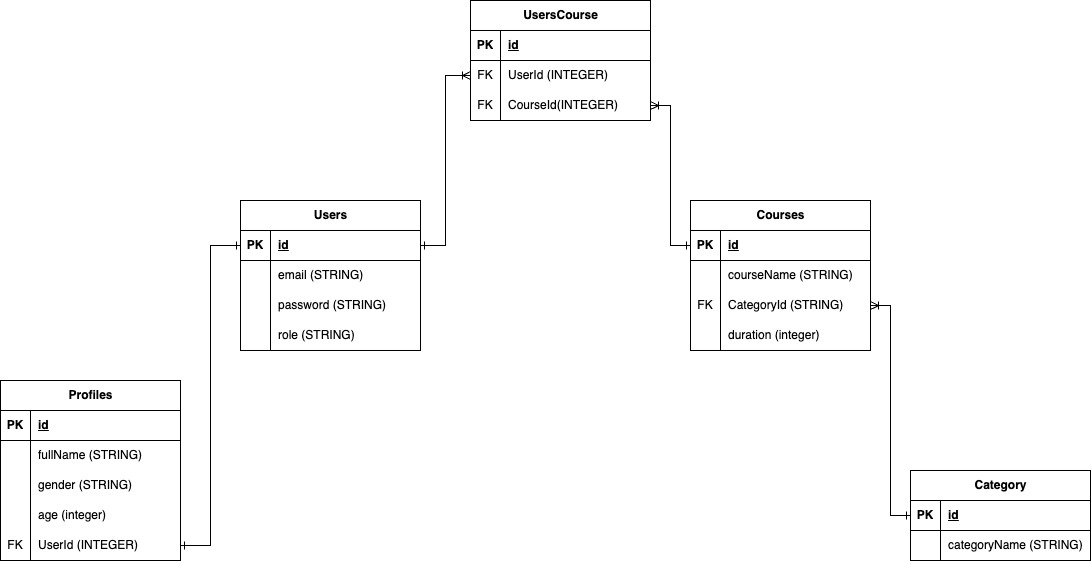 UsersCourse
PK id
FK UserId (INTEGER)
FK CourseId(INTEGER)
Users
PK id
email (STRING)
password (STRING)
role (STRING)
Courses
PK id
courseName (STRING)
FK CategoryId (STRING)
duration (integer)
Profiles
PK id
fullName (STRING)
gender (STRING)
age (integer)
FK UserId (INTEGER)
Category
PK id
categoryName (STRING)